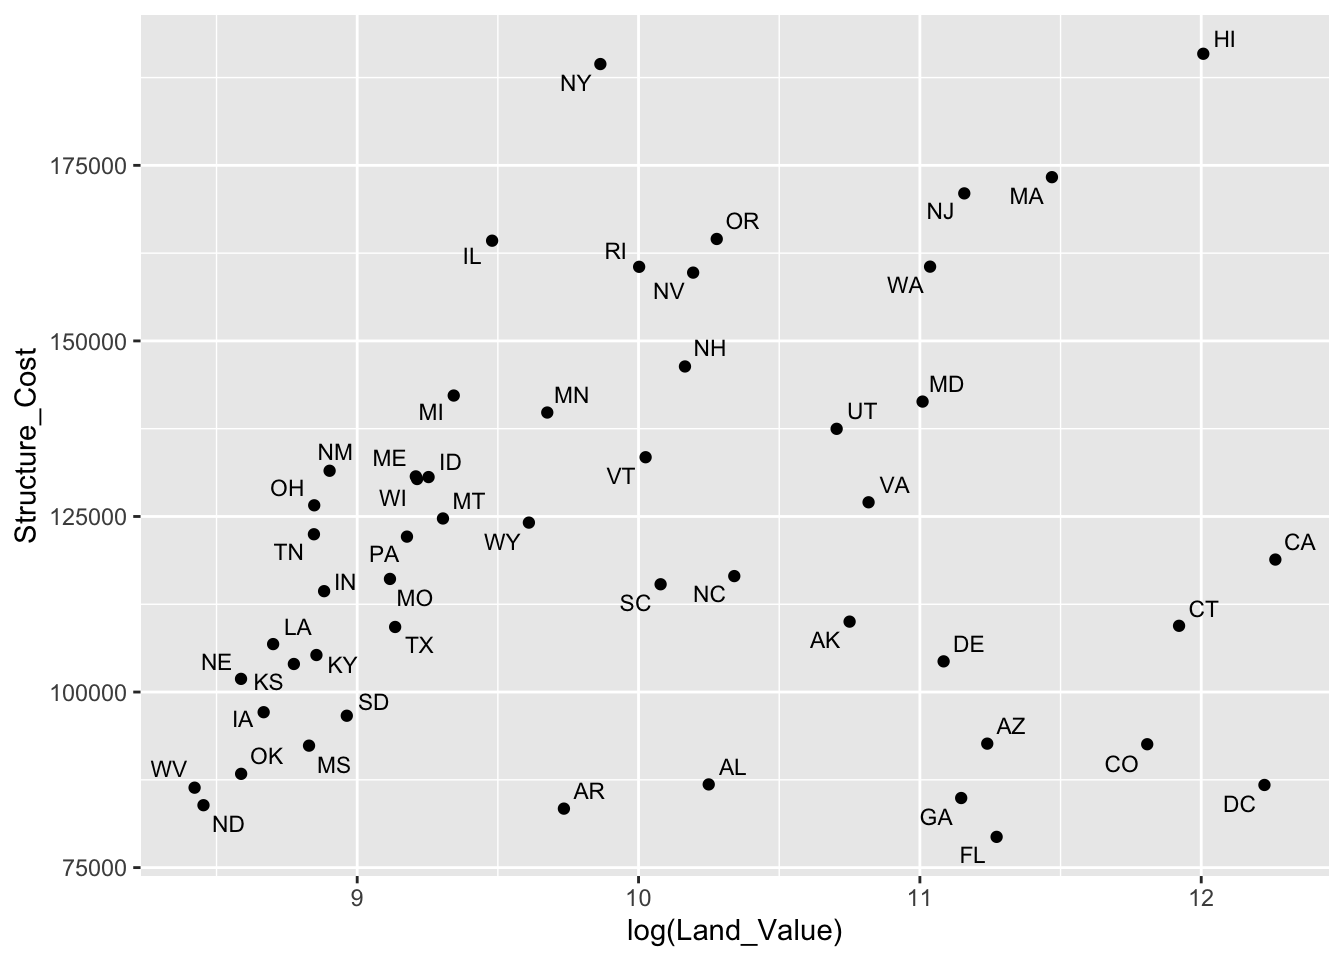 HI
NY
175000
MA
NJ
OR
IL
RI
WA
NV
150000
NH
MD
MI
MN
UT
NM
ME
ID
VT
OH
WI
MT
VA
125000
TN
PA
WY
CA
IN
MO
SC
NC
CT
LA
TX
AK
DE
NE
KS
KY
100000
IA
SD
AZ
OK
MS
CO
WV
AL
AR
DC
ND
GA
FL
75000
9
10
11
12
log(Land_Value)
Structure_Cost